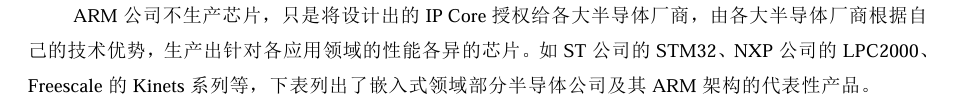 ARM 公司不生产芯片，只是将设计出的 IP Core 授权给各大半导体厂商，由各大半导体厂商根据自
己的技术优势，生产出针对各应用领域的性能各异的芯片。如 ST 公司的 STM32、NXP 公司的 LPC2000、
Freescale 的 Kinets 系列等，下表列出了嵌入式领域部分半导体公司及其 ARM 架构的代表性产品。